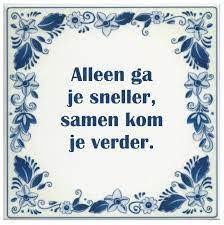 Alleen ga
je sneller,
samen kom
je verder.